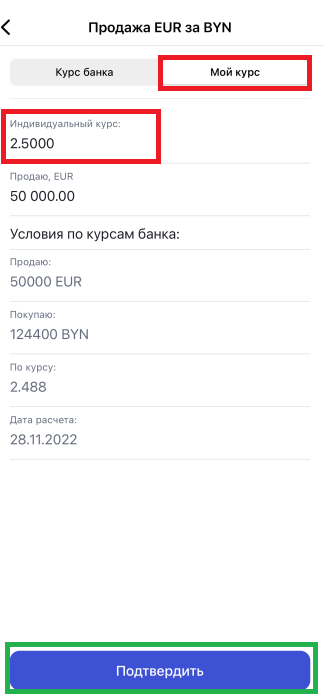 Продажа EUR за BYN
Курс банка Мой курс
Индивидуальный курс:
2.5000
Продаю, EUR
50 000.00
Условия по курсам банка:
Продаю:
50000 EUR
Покупаю:
124400 BYN
По курсу:
2.488
Дата расчета:
28.11.2022
Подтвердить